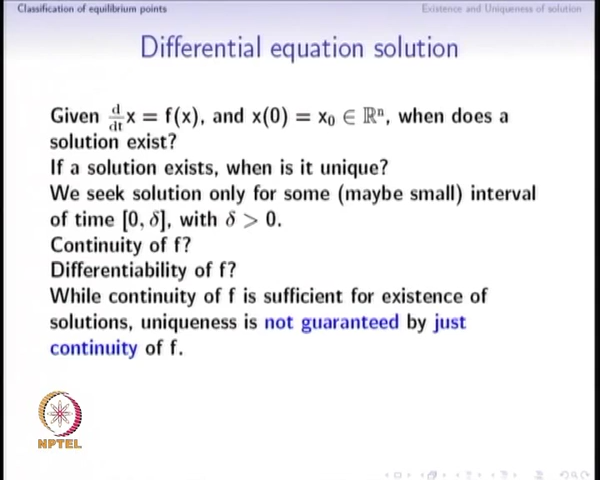 Classification of equilibrium points
Existence and Uniqueness of solution
Differential equation solution
Given d/dt x = f(x), and x(0) = x₀ ∈ ℝⁿ, when does a
solution exist?
If a solution exists, when is it unique?
We seek solution only for some (maybe small) interval
of time [0, δ], with δ > 0.
Continuity of f?
Differentiability of f?
While continuity of f is sufficient for existence of
solutions, uniqueness is not guaranteed by just
continuity of f.
NPTEL